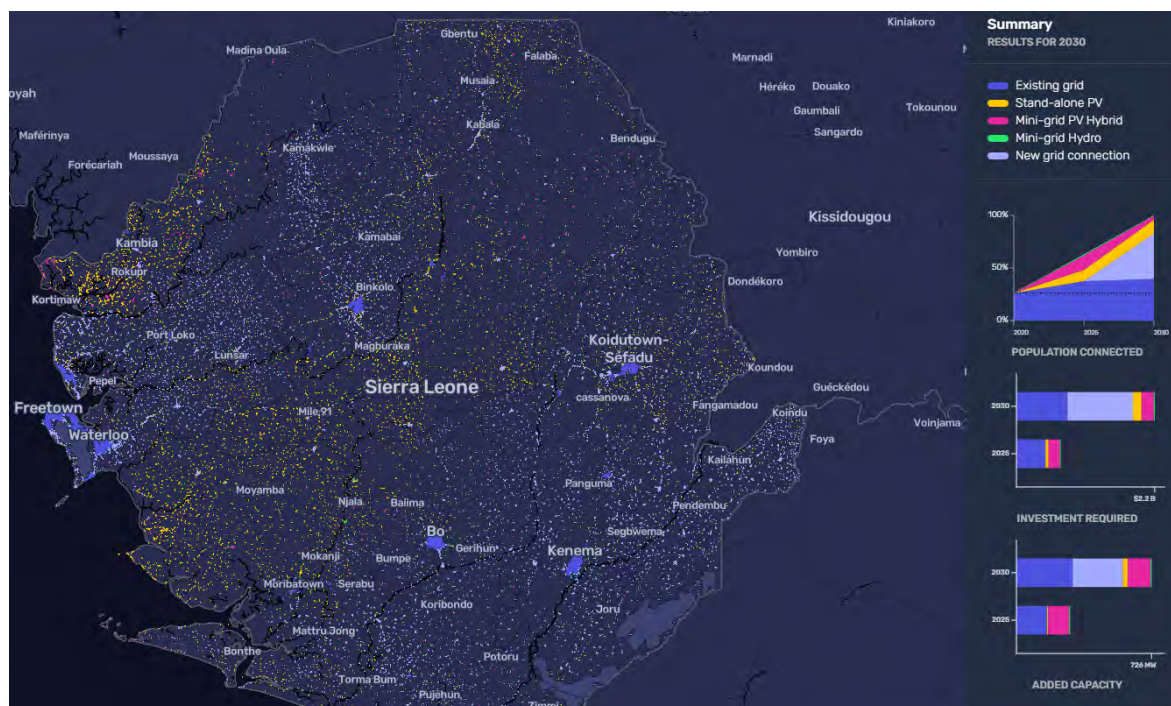 Summary
RESULTS FOR 2030
Existing grid
Stand-alone PV
Mini-grid PV Hybrid
Mini-grid Hydro
New grid connection
100%
50%
0%
2020
2025
2030
POPULATION CONNECTED
2030
2025
$2.2 B
INVESTMENT REQUIRED
2030
2025
726 MW
ADDED CAPACITY
Kiniakoro
Gbentu
Madina Oula
Falaba
Marnadi
Musaia
Héréko
Douako
oyah
Tokounou
Gaumbali
Kabala
Maférinya
Sangardo
Bendugu
Kamakwie
Moussaya
Forécariah
Kissidougou
Kambia
Kamabai
Yombiro
Rokupr
Dondékoro
Binkolo
Kortimaw
Port Loko
Koidutown-
Sefadu
Magburaka
Lunsar
Koundou
Pepel
Sierra Leone
Guéckédou
cassanova
Fangamadou
Freetown
Mile 91
Koindu
Voinjama
Waterloo
Foya
Kailahun
Panguma
Moyamba
Njala
Baiima
Pendembu
Segbwema
Bo
Gerihun
Kenema
Mokanji
Bumpe
Moribatown
Serabu
Koribondo
Joru
Mattru Jong
Bonthe
Potoru
Torma Bum
Pujehun
Zimmi